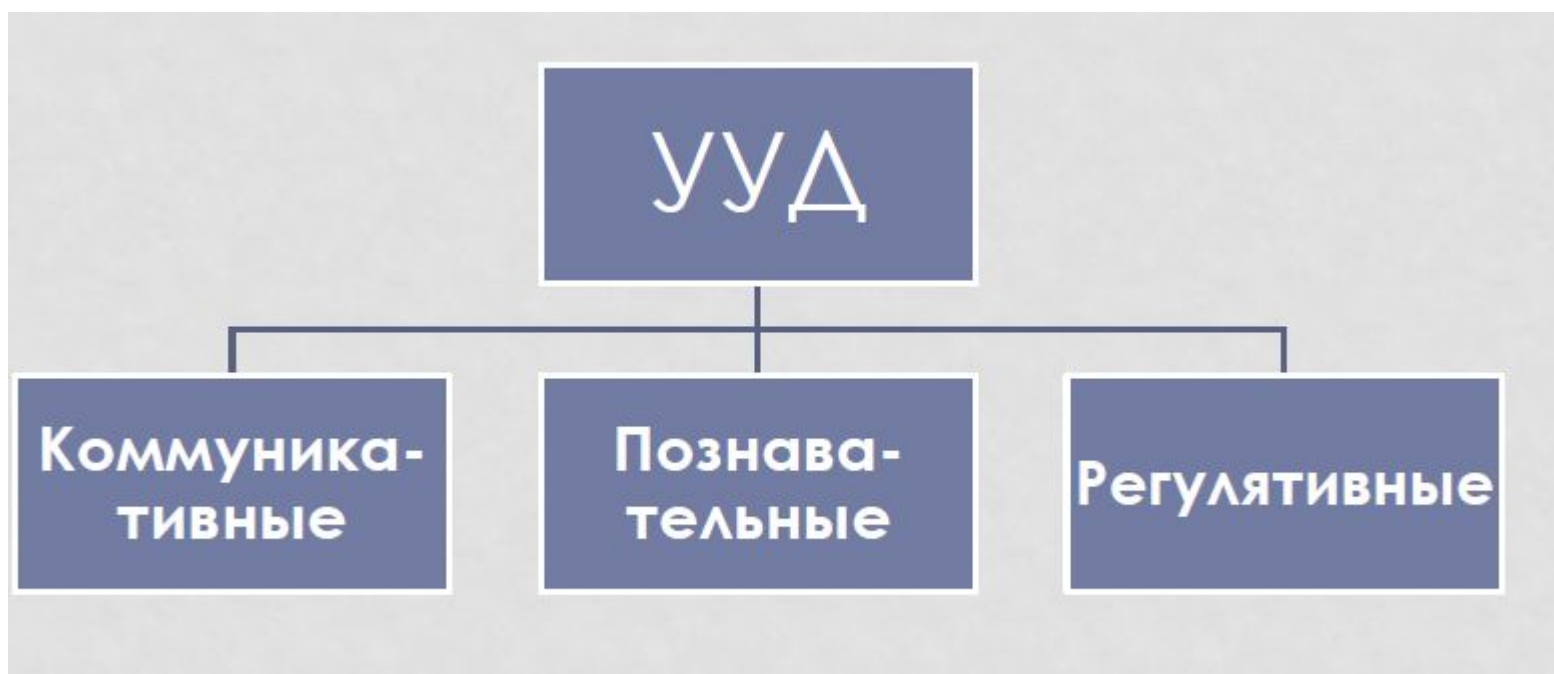 УУД
Коммуника-
тивные
Познава-
тельные
Регулятивные